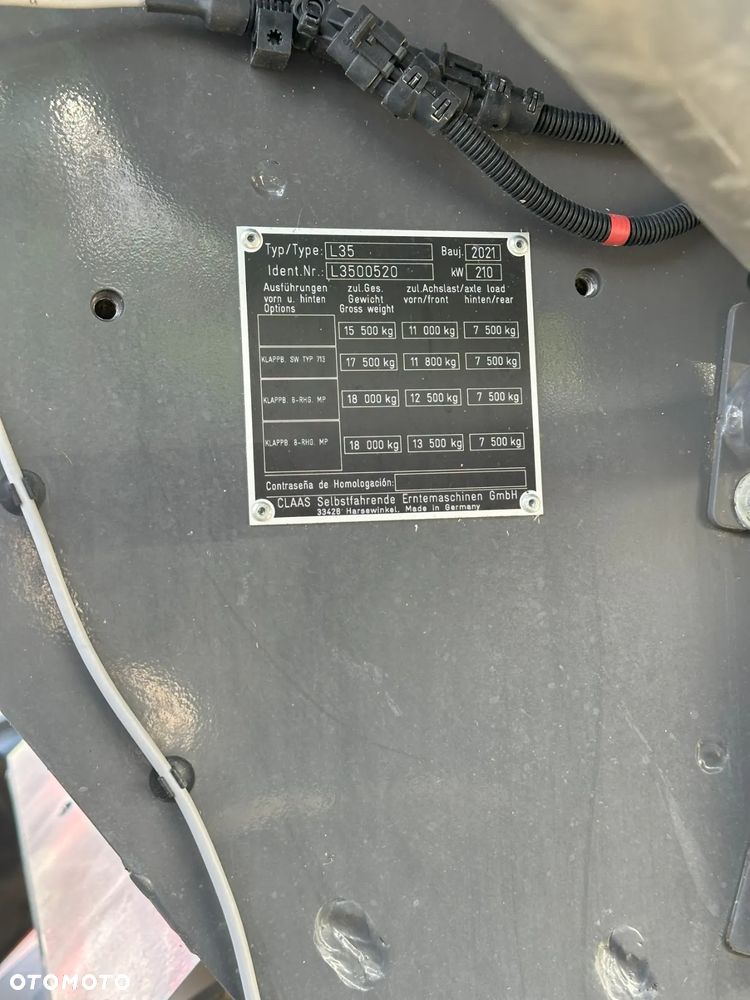 Typ/Type: L35 Bauj. 2021
Ident.Nr.: L3500520 kW 210
Ausführungen zul.Ges. zul.Achslast/axle load
vorn u. hinten Gewicht vorn/front hinten/rear
Options Gross weight
15 500 kg 11 000 kg 7 500 kg
KLAPPB. SW TYP 713 17 500 kg 11 800 kg 7 500 kg
KLAPPB. 6-RHG. MP 18 000 kg 12 500 kg 7 500 kg
KLAPPB. 8-RHG. MP 18 000 kg 13 500 kg 7 500 kg
Contraseña de Homologación:
CLAAS Selbstfahrende Erntemaschinen GmbH
33428 Harsewinkel, Made in Germany
OTOMOTO